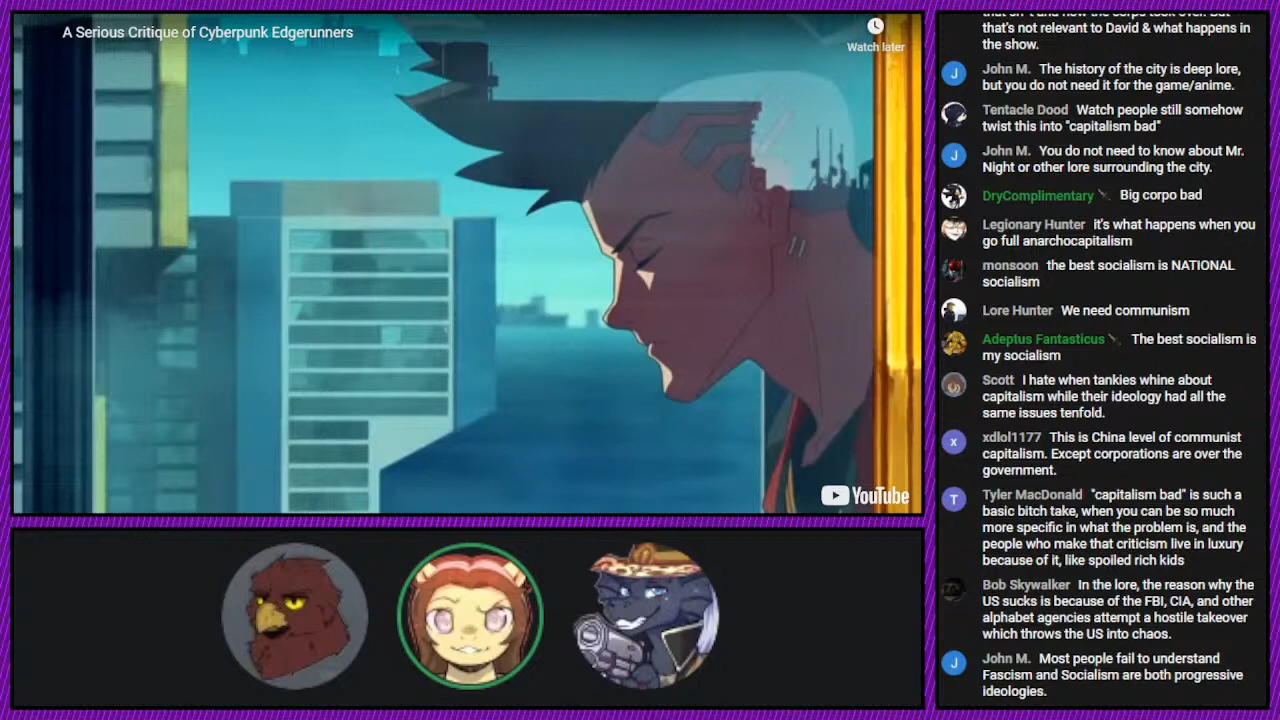 A Serious Critique of Cyberpunk Edgerunners
Watch later
YouTube
that's not relevant to David & what happens in
the show.
John M. The history of the city is deep lore,
but you do not need it for the game/anime.
Tentacle Dood Watch people still somehow
twist this into "capitalism bad"
John M. You do not need to know about Mr.
Night or other lore surrounding the city.
DryComplimentary Big corpo bad
Legionary Hunter it's what happens when you
go full anarchocapitalism
monsoon the best socialism is NATIONAL
socialism
Lore Hunter We need communism
Adeptus Fantasticus The best socialism is
my socialism
Scott I hate when tankies whine about
capitalism while their ideology had all the
same issues tenfold.
xdlol1177 This is China level of communist
capitalism. Except corporations are over the
government.
Tyler MacDonald "capitalism bad" is such a
basic bitch take, when you can be so much
more specific in what the problem is, and the
people who make that criticism live in luxury
because of it, like spoiled rich kids
Bob Skywalker In the lore, the reason why the
US sucks is because of the FBI, CIA, and other
alphabet agencies attempt a hostile takeover
which throws the US into chaos.
John M. Most people fail to understand
Fascism and Socialism are both progressive
ideologies.